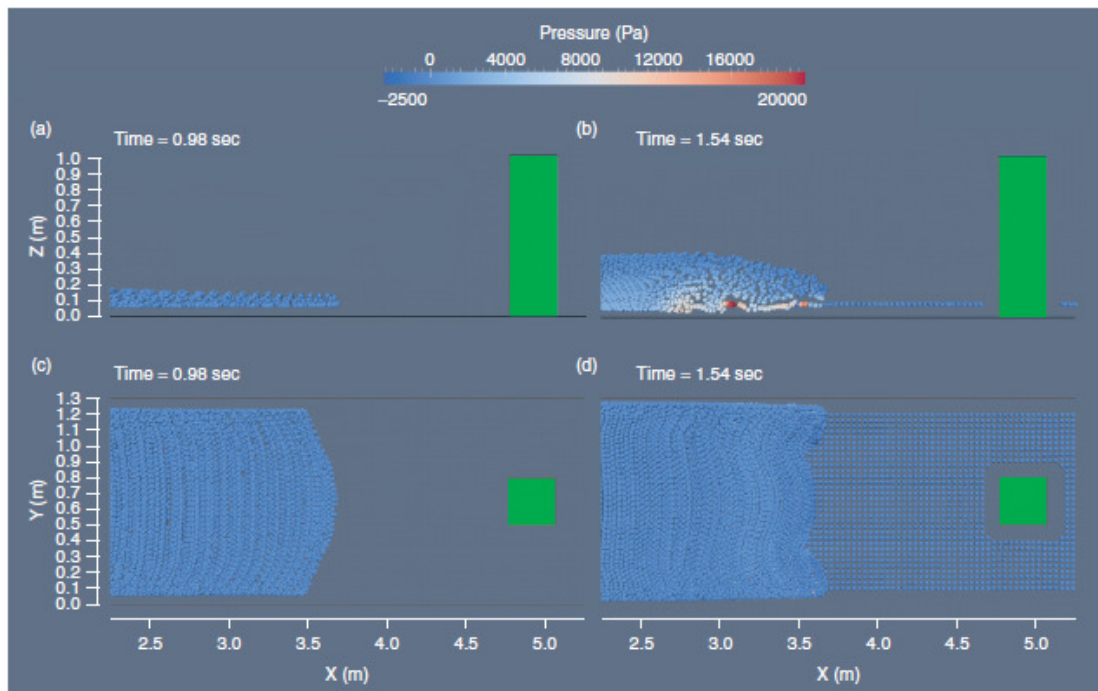 Pressure (Pa)
0 4000 8000 12000 16000
−2500 20000
(a) Time = 0.98 sec
(b) Time = 1.54 sec
1.0
0.9
0.8
0.7
0.6
0.5
0.4
0.3
0.2
0.1
0.0
Z (m)
(c) Time = 0.98 sec
(d) Time = 1.54 sec
1.3
1.2
1.1
1.0
0.9
0.8
0.7
0.6
0.5
0.4
0.3
0.2
0.1
0.0
Y (m)
2.5 3.0 3.5 4.0 4.5 5.0 2.5 3.0 3.5 4.0 4.5 5.0
X (m) X (m)